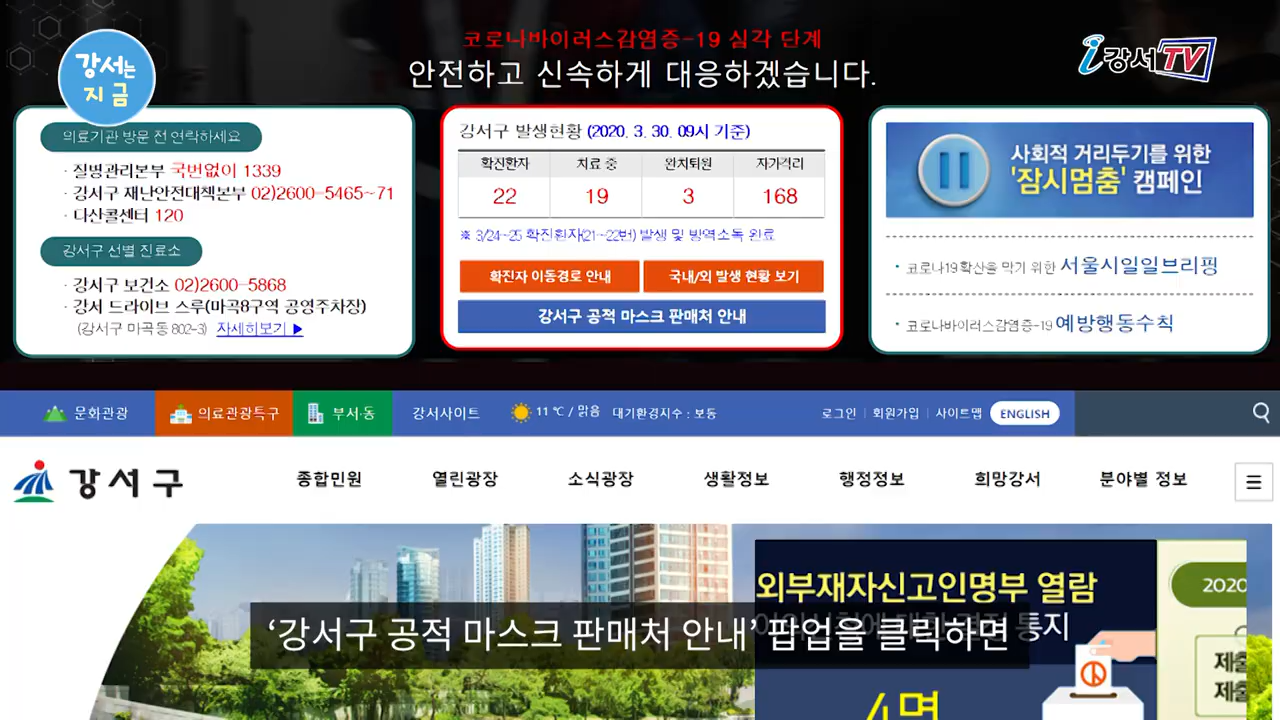 강서는
지금
코로나바이러스감염증-19 심각 단계
안전하고 신속하게 대응하겠습니다.
i강서TV
의료기관 방문 전 연락하세요
· 질병관리본부 국번없이 1339
· 강서구 재난안전대책본부 02)2600-5465~71
· 다산콜센터 120
강서구 선별 진료소
· 강서구 보건소 02)2600-5868
· 강서 드라이브 스루(마곡8구역 공영주차장)
(강서구 마곡동 802-3) 자세히보기 ▶
강서구 발생현황 (2020. 3. 30. 09시 기준)
확진환자 치료 중 완치퇴원 자가격리
22 19 3 168
※ 3/24~25 확진환자(21~22번) 발생 및 방역소독 완료
확진자 이동경로 안내 국내/외 발생 현황 보기
강서구 공적 마스크 판매처 안내
사회적 거리두기를 위한
'잠시멈춤' 캠페인
· 코로나19확산을 막기 위한 서울시일일브리핑
· 코로나바이러스감염증-19 예방행동수칙
문화관광 의료관광특구 부서·동 강서사이트 11 ℃ / 맑음 대기환경지수 : 보통 로그인 회원가입 사이트맵 ENGLISH
강서구 종합민원 열린광장 소식광장 생활정보 행정정보 희망강서 분야별 정보
외부재자신고인명부 열람
통지
4명
2020
제출
제출
‘강서구 공적 마스크 판매처 안내’ 팝업을 클릭하면